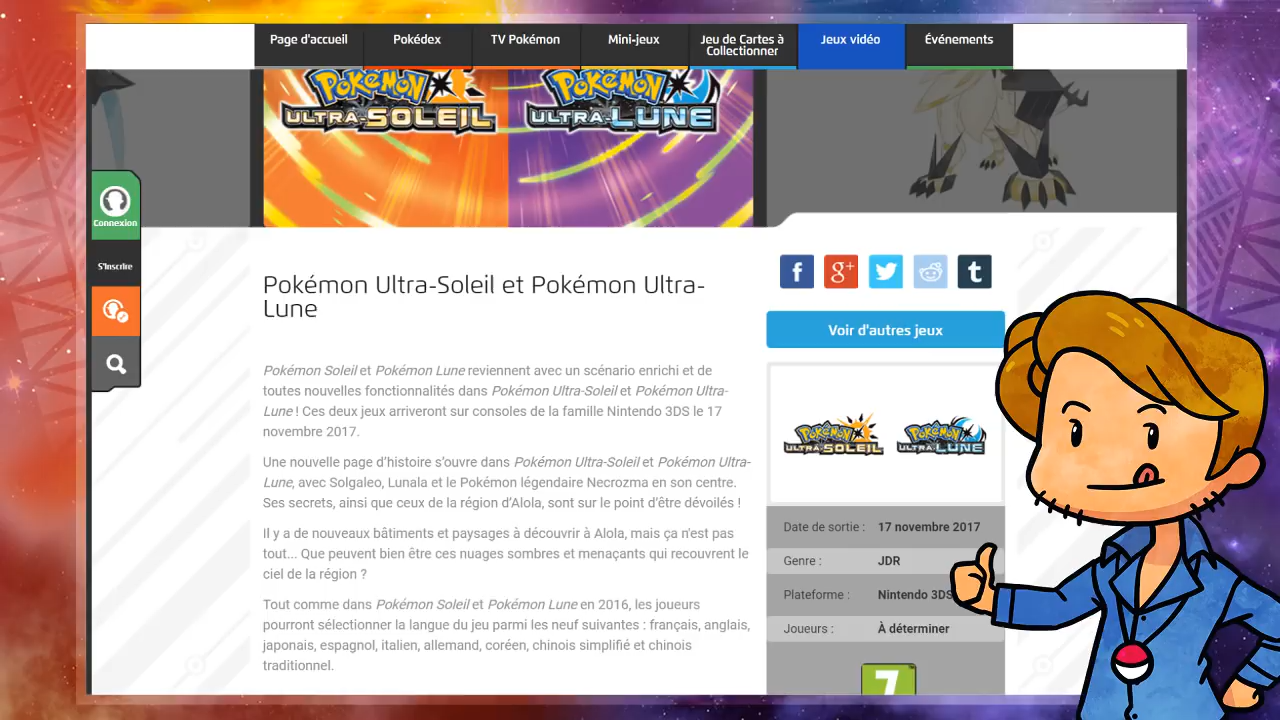 Page d'accueil
Pokédex
TV Pokémon
Mini-jeux
Jeu de Cartes à
Collectionner
Jeux vidéo
Événements
Pokémon
ULTRA-SOLEIL
Pokémon
ULTRA-LUNE
Connexion
S'inscrire
Pokémon Ultra-Soleil et Pokémon Ultra-
Lune
Pokémon Soleil et Pokémon Lune reviennent avec un scénario enrichi et de
toutes nouvelles fonctionnalités dans Pokémon Ultra-Soleil et Pokémon Ultra-
Lune ! Ces deux jeux arriveront sur consoles de la famille Nintendo 3DS le 17
novembre 2017.
Une nouvelle page d'histoire s'ouvre dans Pokémon Ultra-Soleil et Pokémon Ultra-
Lune, avec Solgaleo, Lunala et le Pokémon légendaire Necrozma en son centre.
Ses secrets, ainsi que ceux de la région d'Alola, sont sur le point d'être dévoilés !
Il y a de nouveaux bâtiments et paysages à découvrir à Alola, mais ça n'est pas
tout... Que peuvent bien être ces nuages sombres et menaçants qui recouvrent le
ciel de la région ?
Tout comme dans Pokémon Soleil et Pokémon Lune en 2016, les joueurs
pourront sélectionner la langue du jeu parmi les neuf suivantes : français, anglais,
japonais, espagnol, italien, allemand, coréen, chinois simplifié et chinois
traditionnel.
f g+ t
Voir d'autres jeux
Pokémon
ULTRA-SOLEIL
Pokémon
ULTRA-LUNE
Date de sortie : 17 novembre 2017
Genre : JDR
Plateforme : Nintendo 3DS
Joueurs : À déterminer
7